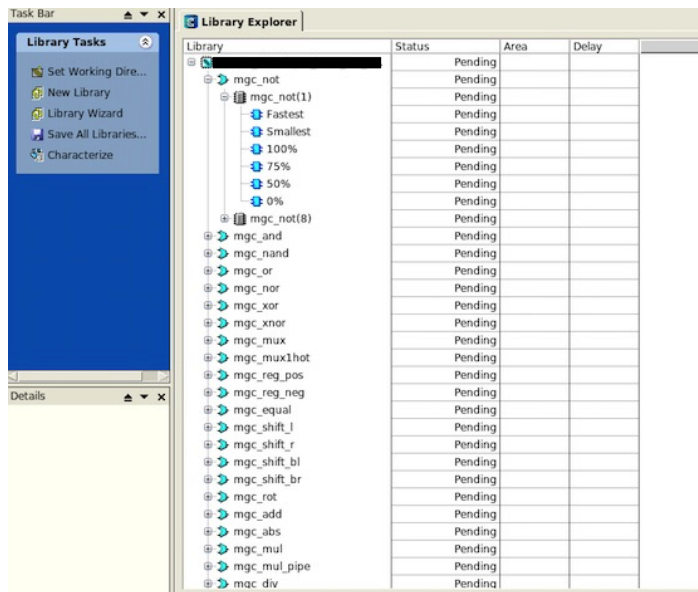 Task Bar
Library Tasks
Set Working Dire...
New Library
Library Wizard
Save All Libraries...
Characterize
Details
Library Explorer
Library Status Area Delay
Pending
mgc_not Pending
mgc_not(1) Pending
Fastest Pending
Smallest Pending
100% Pending
75% Pending
50% Pending
0% Pending
mgc_not(8) Pending
mgc_and Pending
mgc_nand Pending
mgc_or Pending
mgc_nor Pending
mgc_xor Pending
mgc_xnor Pending
mgc_mux Pending
mgc_mux1hot Pending
mgc_reg_pos Pending
mgc_reg_neg Pending
mgc_equal Pending
mgc_shift_l Pending
mgc_shift_r Pending
mgc_shift_bl Pending
mgc_shift_br Pending
mgc_rot Pending
mgc_add Pending
mgc_abs Pending
mgc_mul Pending
mgc_mul_pipe Pending
mgc_div Pending